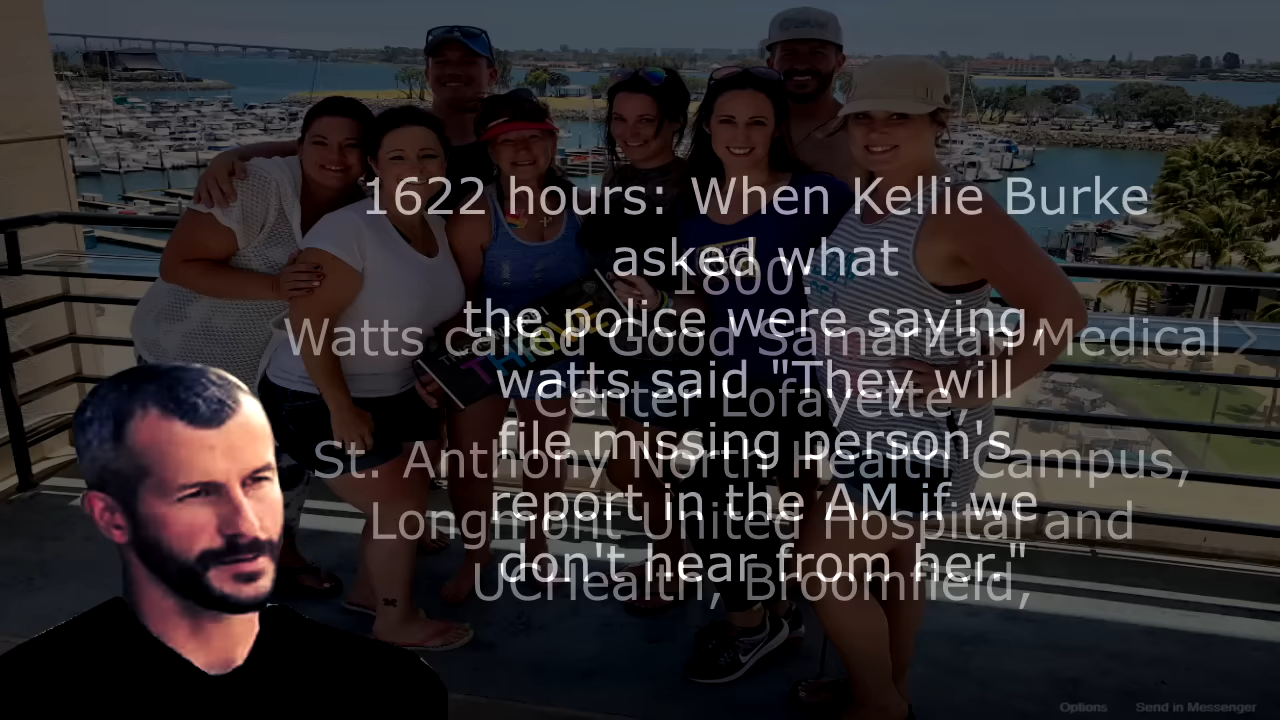 1622 hours: When Kellie Burke
asked what
the police were saying,
watts said "They will
file missing person's
report in the AM if we
don't hear from her."
1800:
Watts called Good Samaritan Medical
Center Lofayette,
St. Anthony North Health Campus,
Longmont United Hospital and
UCHealth, Broomfield,
THINGS
Options Send in Messenger